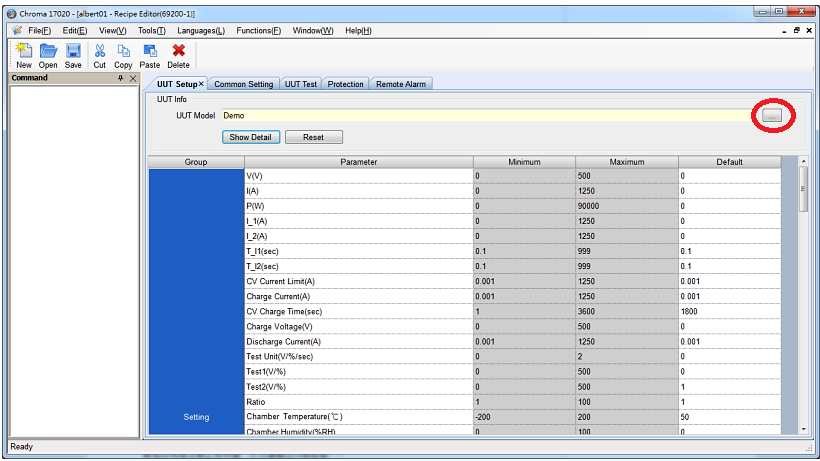 Chroma 17020 - [albert01 - Recipe Editor(69200-1)]
File(F) Edit(E) View(V) Tools(T) Languages(L) Functions(F) Window(W) Help(H)
New Open Save Cut Copy Paste Delete
Command
UUT Setup Common Setting UUT Test Protection Remote Alarm
UUT Info
UUT Model Demo ...
Show Detail Reset
Group Parameter Minimum Maximum Default
V(V) 0 500 0
I(A) 0 1250 0
P(W) 0 90000 0
I_1(A) 0 1250 0
I_2(A) 0 1250 0
T_I1(sec) 0.1 999 0.1
T_I2(sec) 0.1 999 0.1
CV Current Limit(A) 0.001 1250 0.001
Charge Current(A) 0.001 1250 0.001
CV Charge Time(sec) 1 3600 1800
Charge Voltage(V) 0 500 0
Discharge Current(A) 0.001 1250 0.001
Test Unit(V/%/sec) 0 2 0
Test1(V/%) 0 500 0
Test2(V/%) 0 500 1
Ratio 1 100 1
Setting Chamber Temperature(℃) -200 200 50
Chamber Humidity(%RH) 0 100 0
Ready